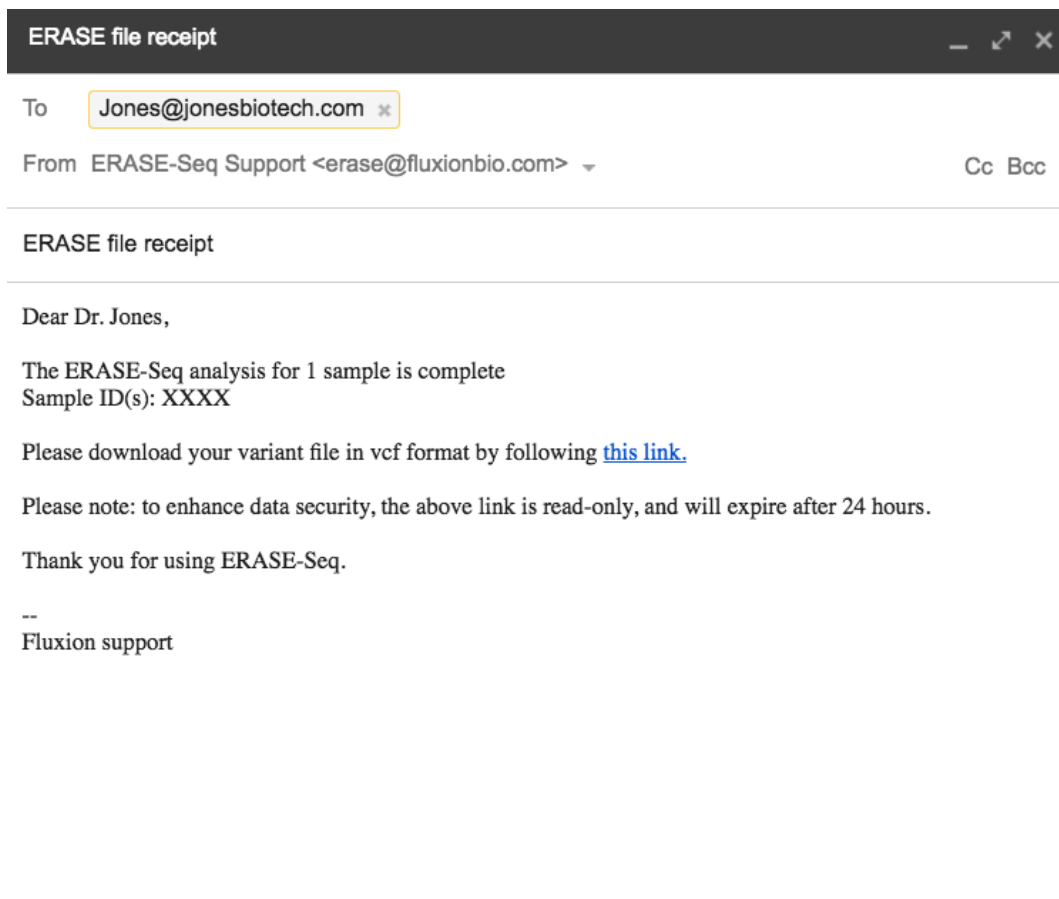 ERASE file receipt
To Jones@jonesbiotech.com
From ERASE-Seq Support <erase@fluxionbio.com> Cc Bcc
ERASE file receipt
Dear Dr. Jones,
The ERASE-Seq analysis for 1 sample is complete
Sample ID(s): XXXX
Please download your variant file in vcf format by following this link.
Please note: to enhance data security, the above link is read-only, and will expire after 24 hours.
Thank you for using ERASE-Seq.
--
Fluxion support